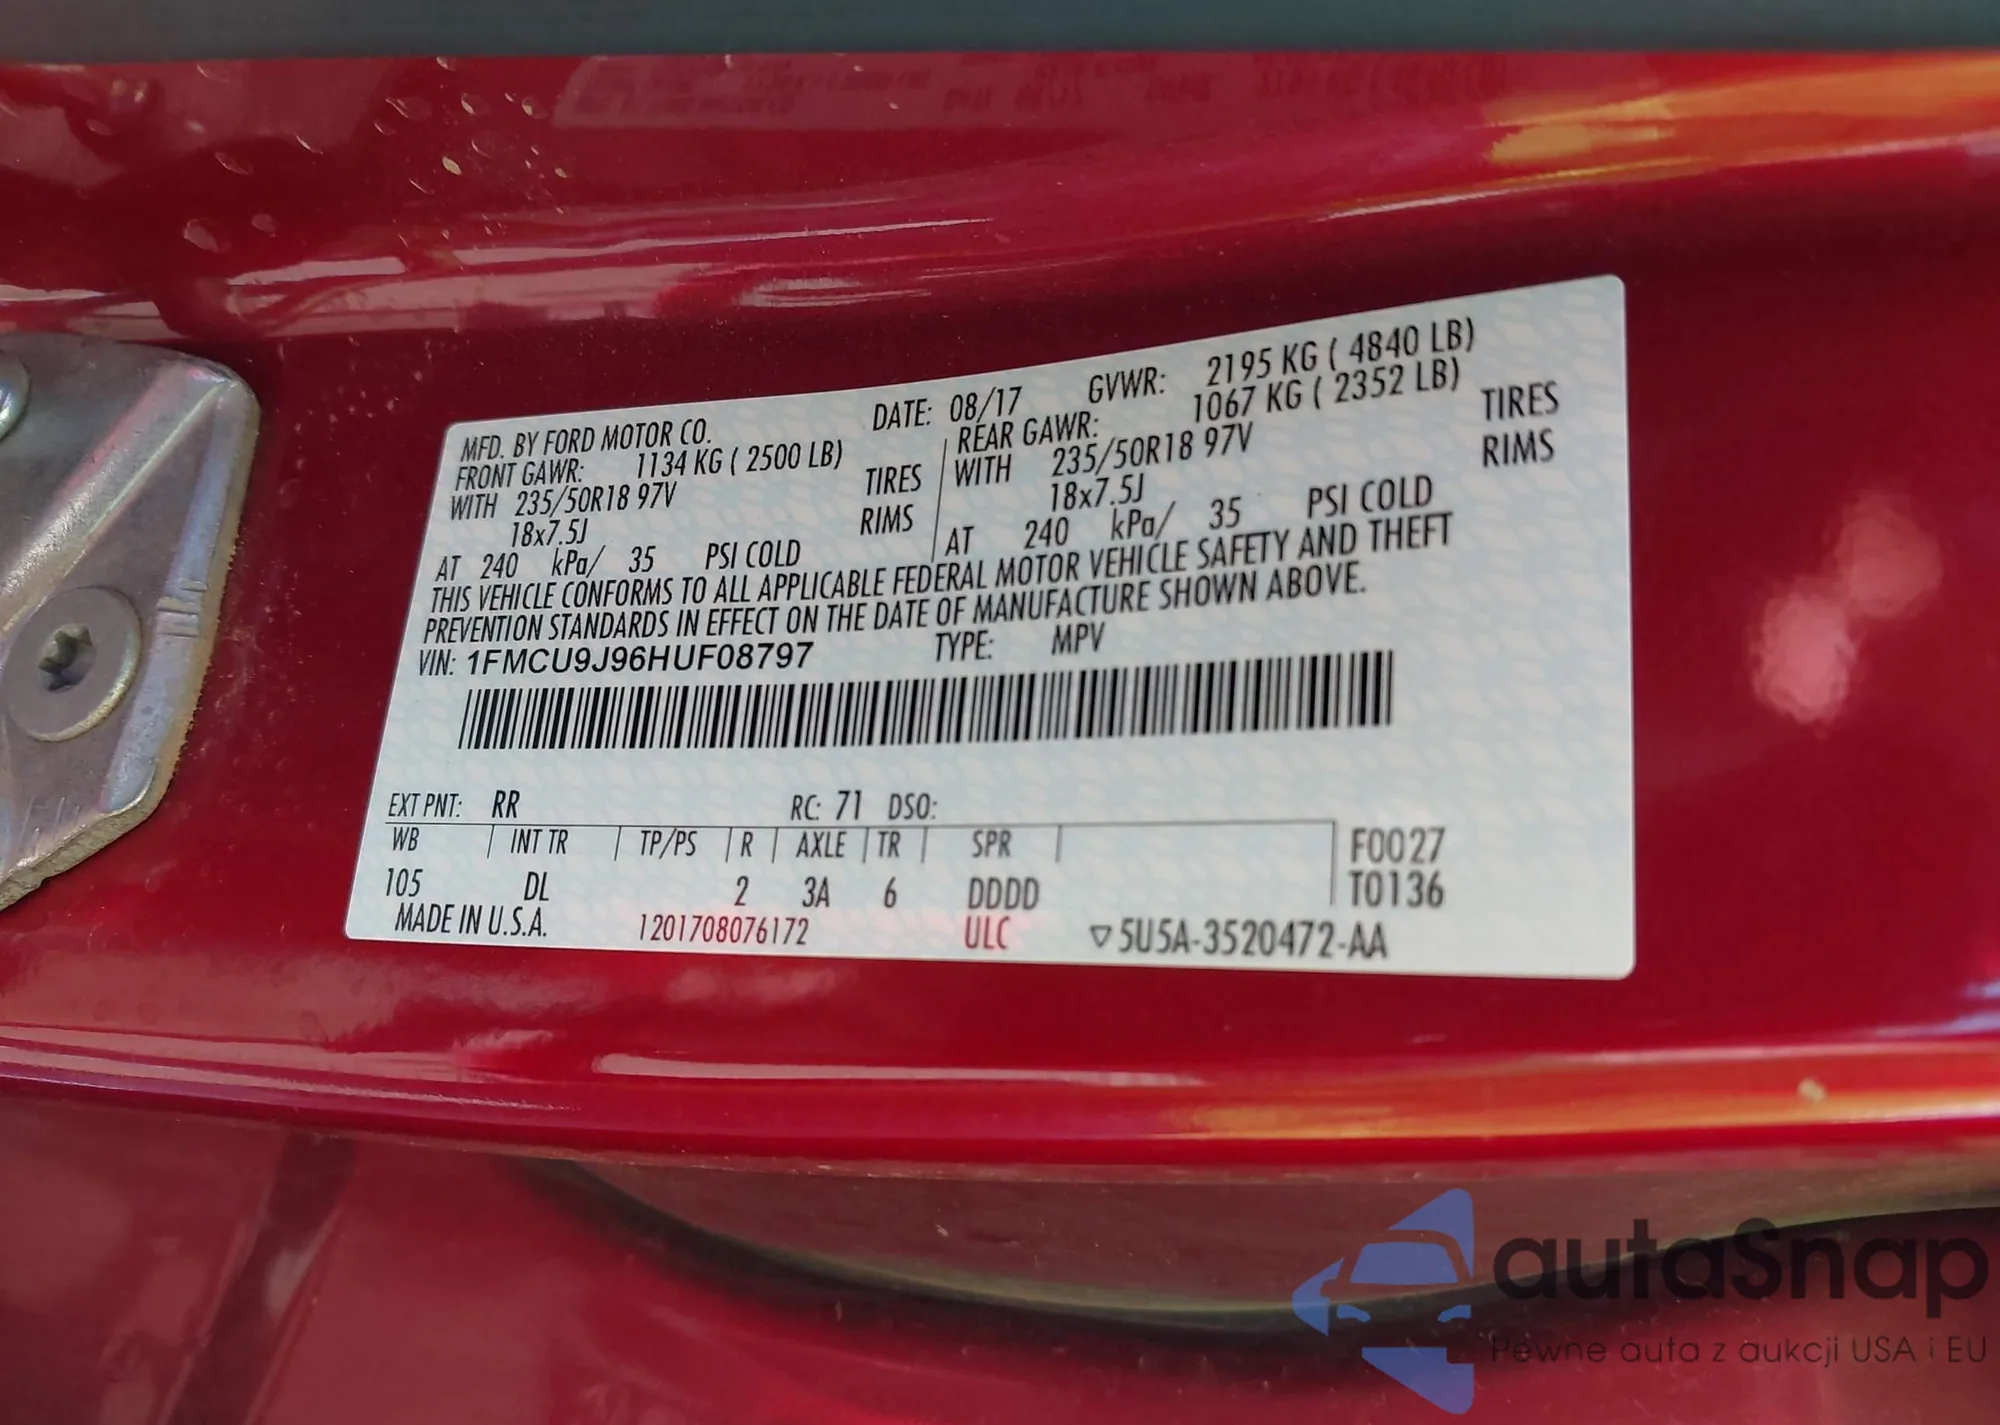 MFD. BY FORD MOTOR CO. DATE: 08/17 GVWR: 2195 KG ( 4840 LB)
FRONT GAWR: 1134 KG ( 2500 LB) REAR GAWR: 1067 KG ( 2352 LB)
WITH 235/50R18 97V TIRES WITH 235/50R18 97V TIRES
18x7.5J RIMS 18x7.5J RIMS
AT 240 kPa/ 35 PSI COLD AT 240 kPa/ 35 PSI COLD
THIS VEHICLE CONFORMS TO ALL APPLICABLE FEDERAL MOTOR VEHICLE SAFETY AND THEFT
PREVENTION STANDARDS IN EFFECT ON THE DATE OF MANUFACTURE SHOWN ABOVE.
VIN: 1FMCU9J96HUF08797 TYPE: MPV
EXT PNT: RR RC: 71 DSO:
WB INT TR TP/PS R AXLE TR SPR F0027
105 DL 2 3A 6 DDDD T0136
MADE IN U.S.A. 1201708076172 ULC ▽5U5A-3520472-AA
autaSnap
Pewne auta z aukcji USA i EU